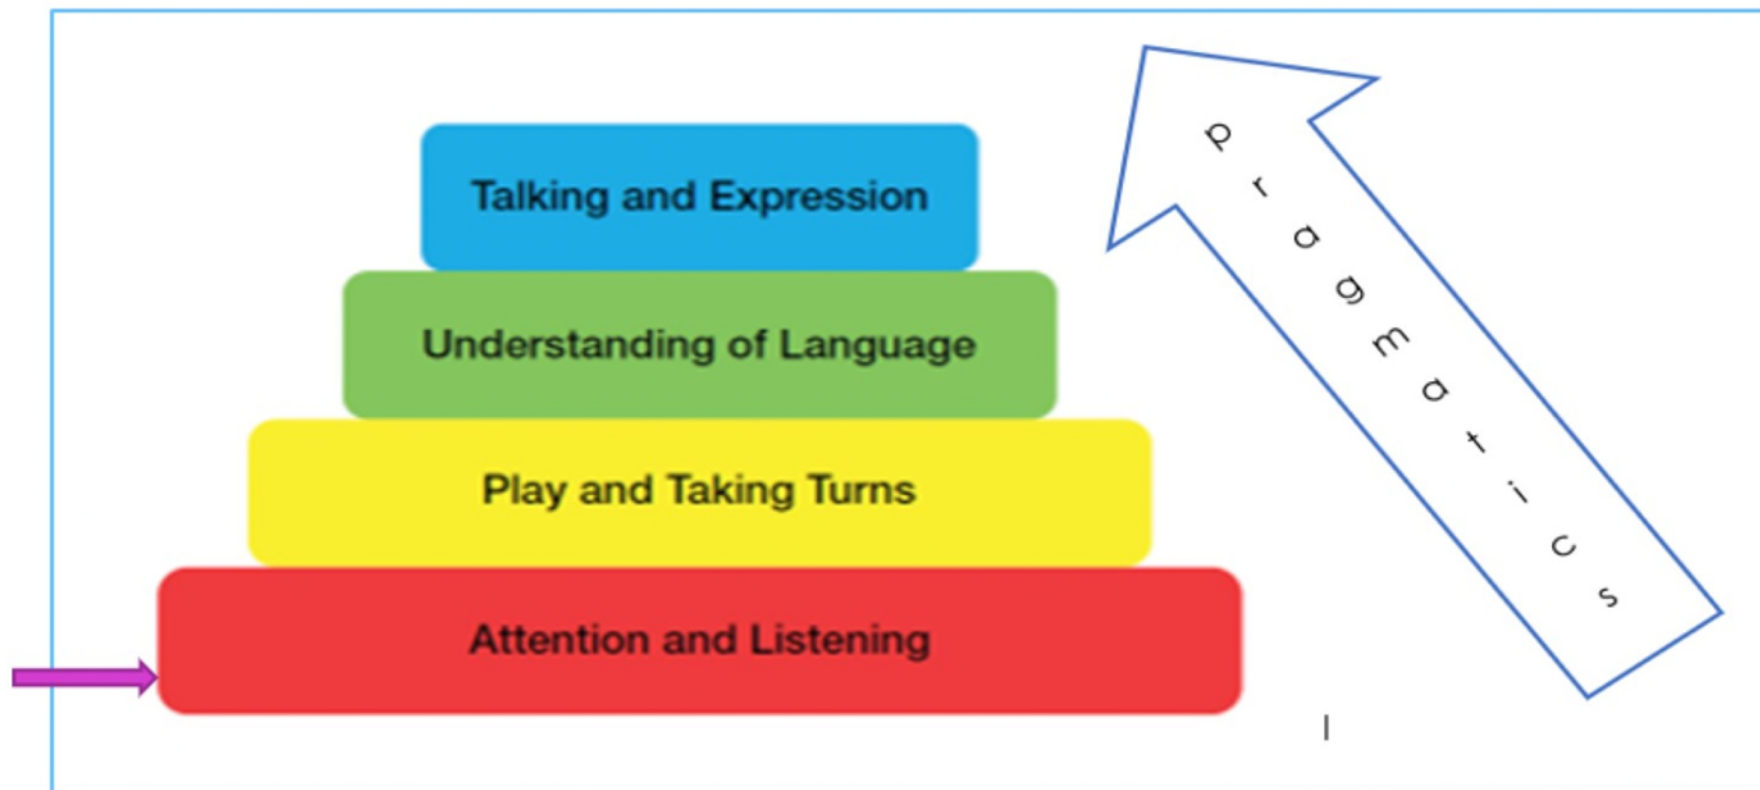 Talking and Expression
Understanding of Language
Play and Taking Turns
Attention and Listening
pragmatics